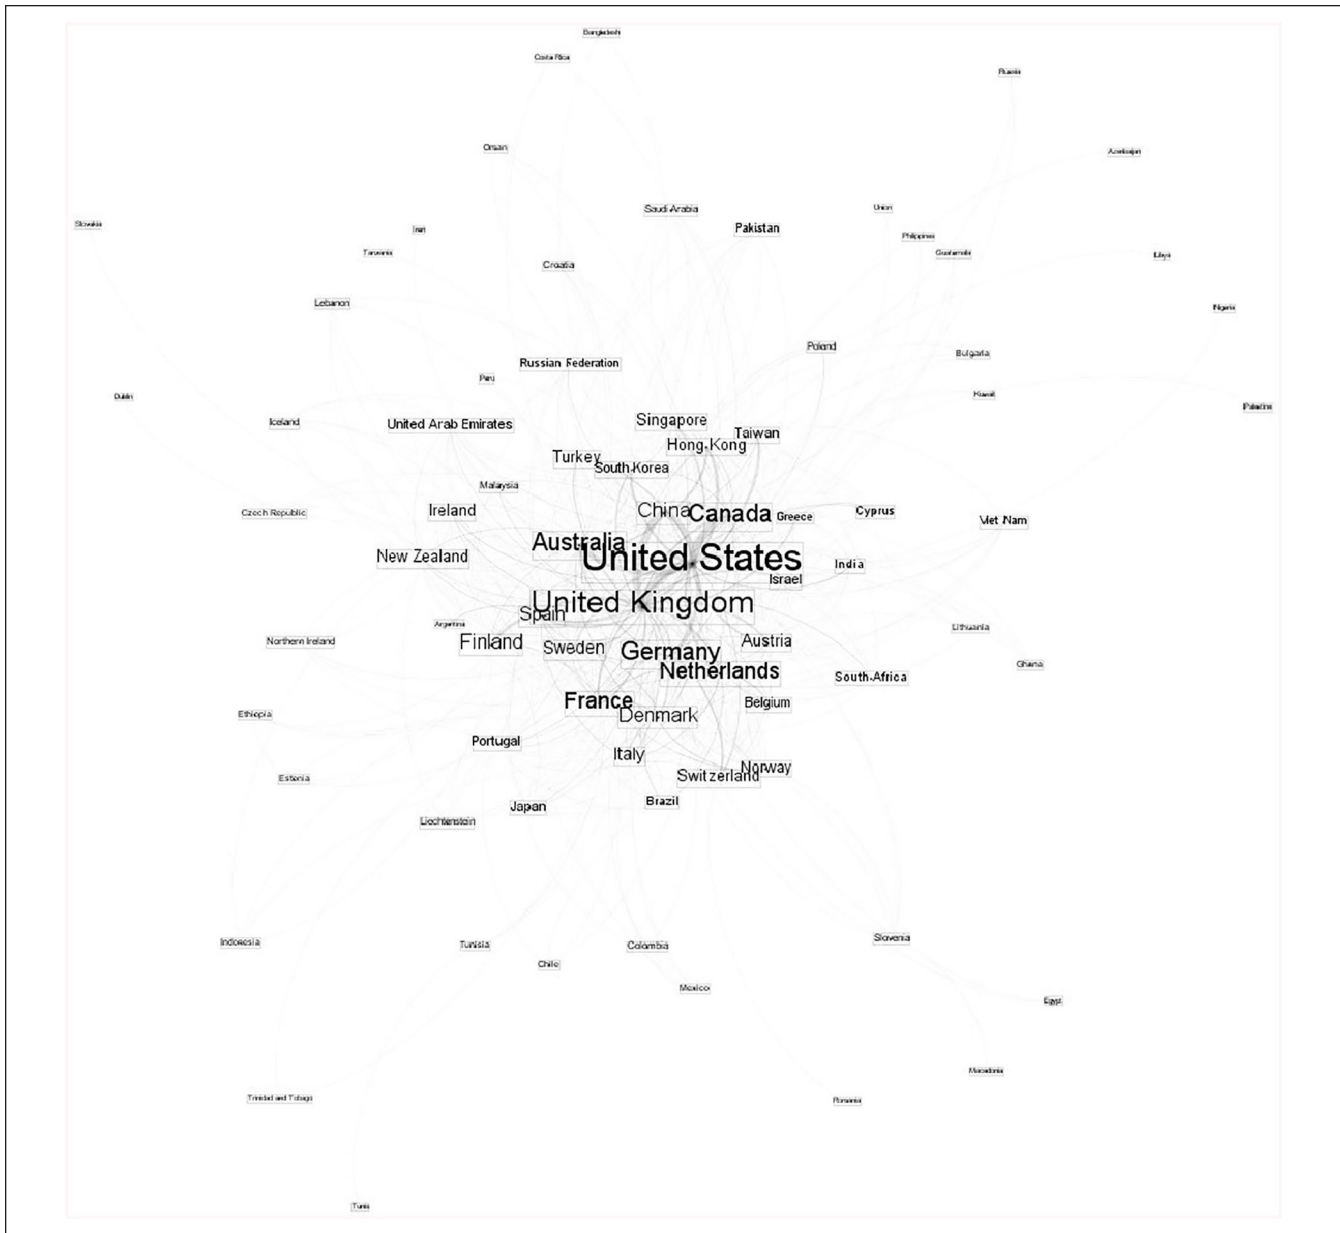 Bangladesh
Costa Rica
Russia
Oman
Azerbaijan
Union
Saudi Arabia
Slovakia
Iran
Pakistan
Philippines
Tanzania
Guatemala
Libya
Croatia
Lebanon
Nigeria
Poland
Bulgaria
Russian Federation
Peru
Dublin
Kuwait
Palestine
Iceland
United Arab Emirates
Singapore
Taiwan
Hong-Kong
Turkey
South Korea
Malaysia
Czech Republic
Ireland
China
Canada
Greece
Cyprus
Viet Nam
Australia
New Zealand
United States
India
Israel
United Kingdom
Spain
Argentina
Lithuania
Northern Ireland
Finland
Sweden
Germany
Austria
Ghana
Netherlands
South-Africa
France
Belgium
Ethiopia
Denmark
Portugal
Italy
Norway
Switzerland
Estonia
Japan
Brazil
Liechtenstein
Indonesia
Tunisia
Colombia
Slovenia
Chile
Mexico
Egypt
Macedonia
Trinidad and Tobago
Romania